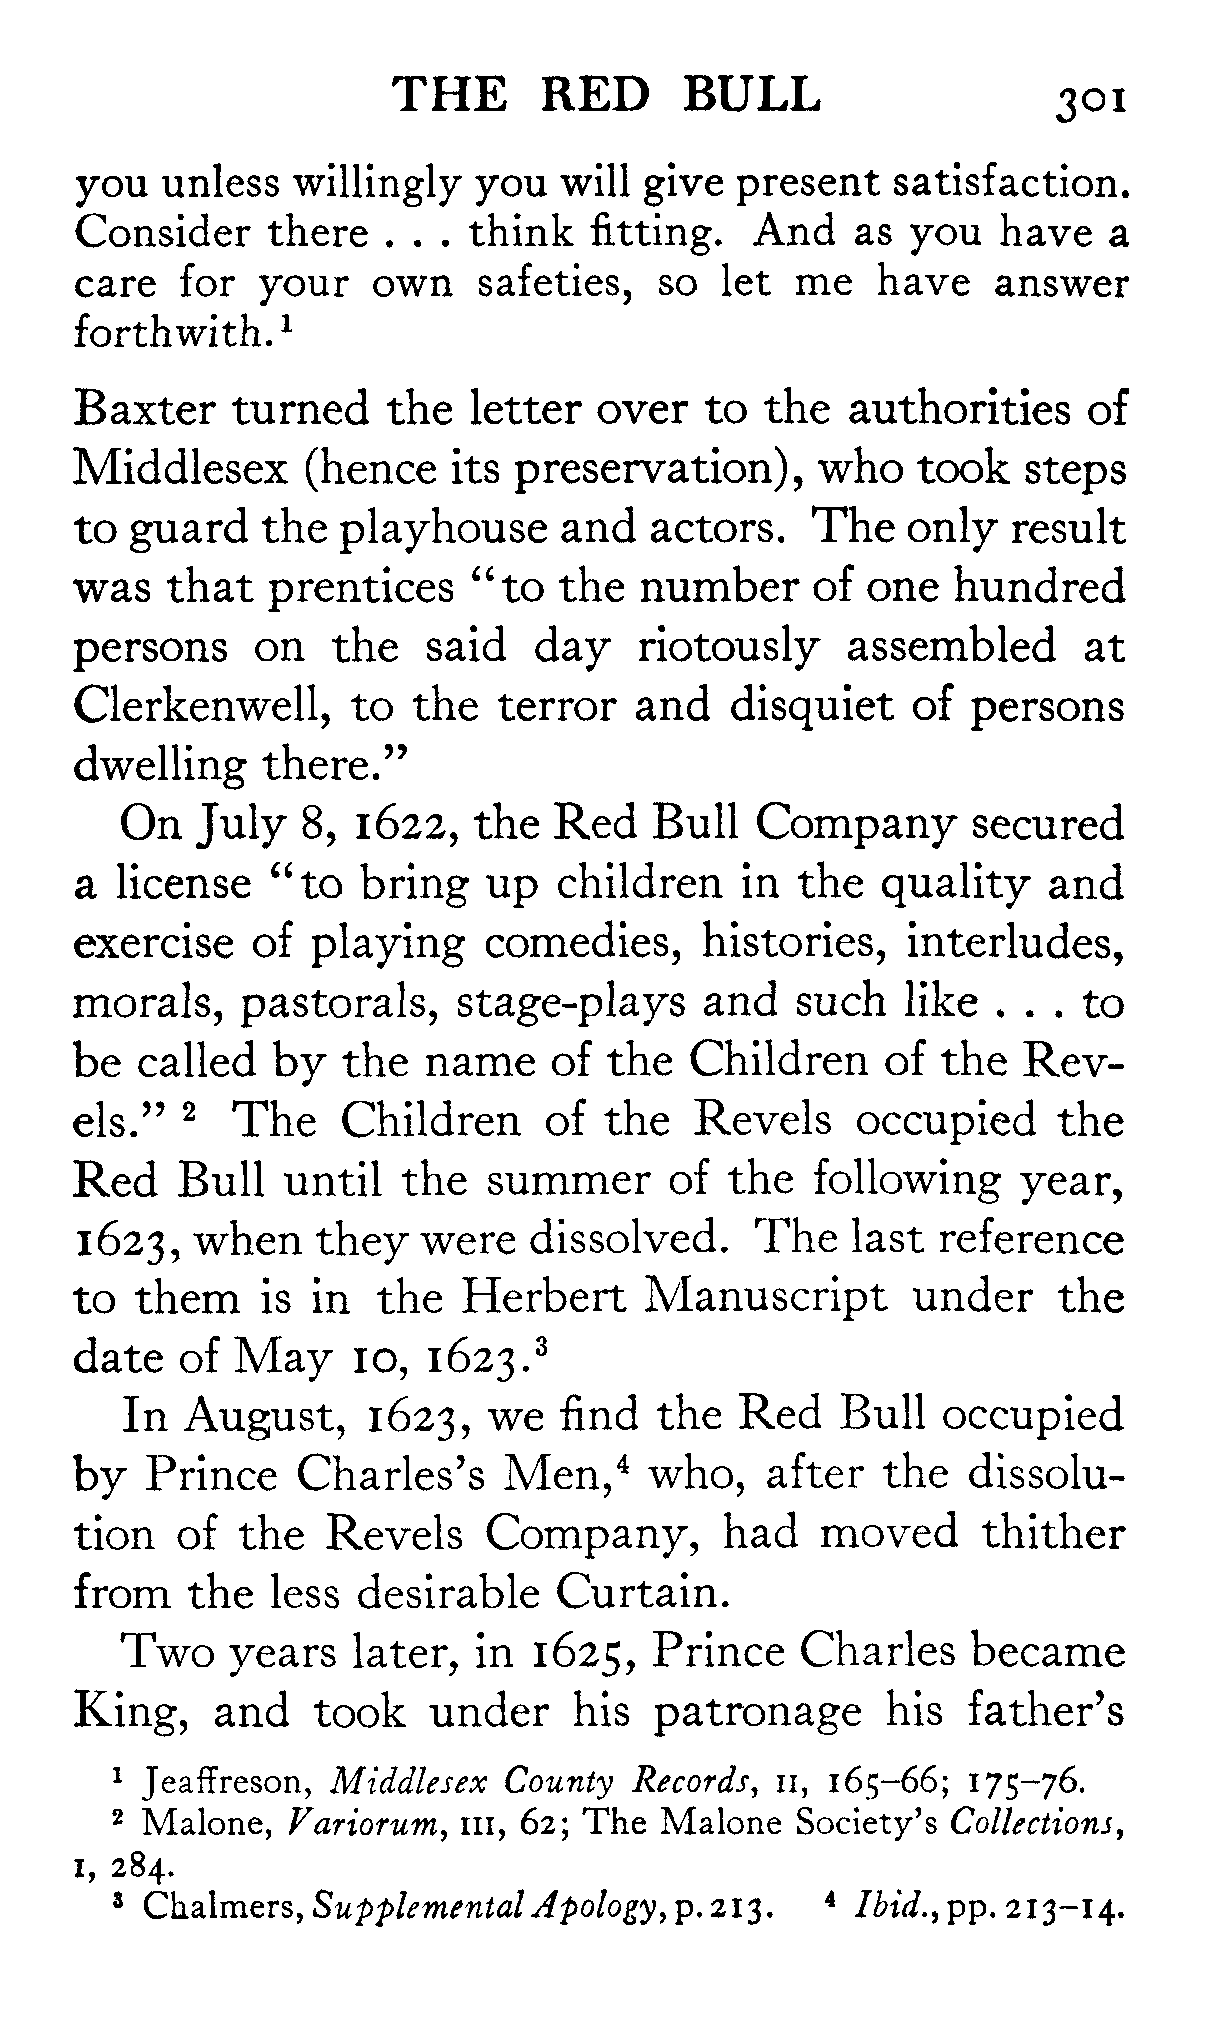 THE RED BULL 301
you unless willingly you will give present satisfaction.
Consider there . . . think fitting. And as you have a
care for your own safeties, so let me have answer
forthwith.¹
Baxter turned the letter over to the authorities of
Middlesex (hence its preservation), who took steps
to guard the playhouse and actors. The only result
was that prentices “to the number of one hundred
persons on the said day riotously assembled at
Clerkenwell, to the terror and disquiet of persons
dwelling there.”
On July 8, 1622, the Red Bull Company secured
a license “to bring up children in the quality and
exercise of playing comedies, histories, interludes,
morals, pastorals, stage-plays and such like . . . to
be called by the name of the Children of the Rev-
els.” ² The Children of the Revels occupied the
Red Bull until the summer of the following year,
1623, when they were dissolved. The last reference
to them is in the Herbert Manuscript under the
date of May 10, 1623.³
In August, 1623, we find the Red Bull occupied
by Prince Charles’s Men,⁴ who, after the dissolu-
tion of the Revels Company, had moved thither
from the less desirable Curtain.
Two years later, in 1625, Prince Charles became
King, and took under his patronage his father’s
¹ Jeaffreson, Middlesex County Records, II, 165–66; 175–76.
² Malone, Variorum, III, 62; The Malone Society’s Collections,
I, 284.
³ Chalmers, Supplemental Apology, p. 213. ⁴ Ibid., pp. 213–14.